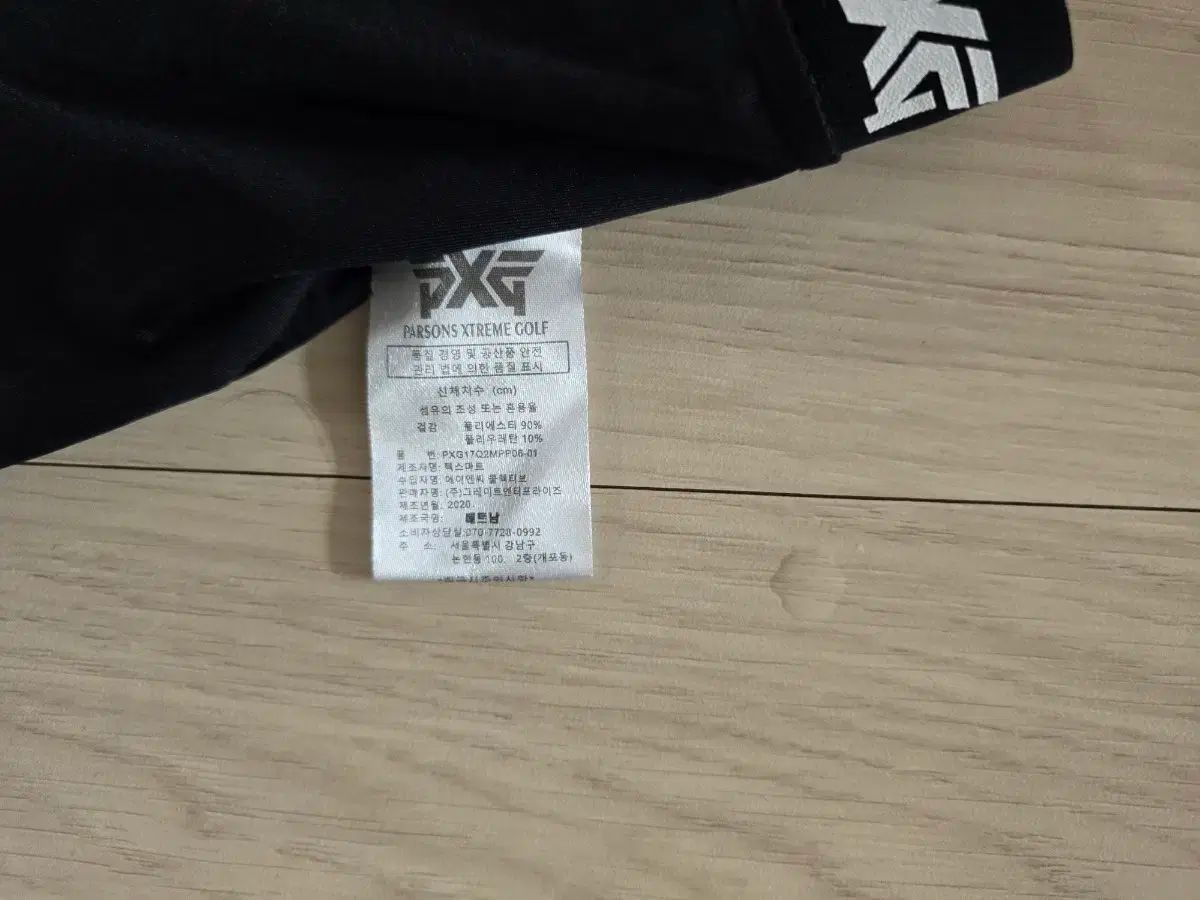 XG
PXG
PARSONS XTREME GOLF
품질 경영 및 공산품 안전
관리 법에 의한 품질 표시
신체치수 (cm)
섬유의 조성 또는 혼용율
겉감 폴리에스터 90%
폴리우레탄 10%
품 번: PXG17Q2MPP06-01
제조자명: 텍스마트
수입자명: 에이엔씨 콜렉티브
판매자명: (주)그레이트엔터프라이즈
제조년월: 2020.
제조국명: 베트남
소비자상담실:070-7728-0992
주 소: 서울특별시 강남구
논현동 100. 2층(개포동)